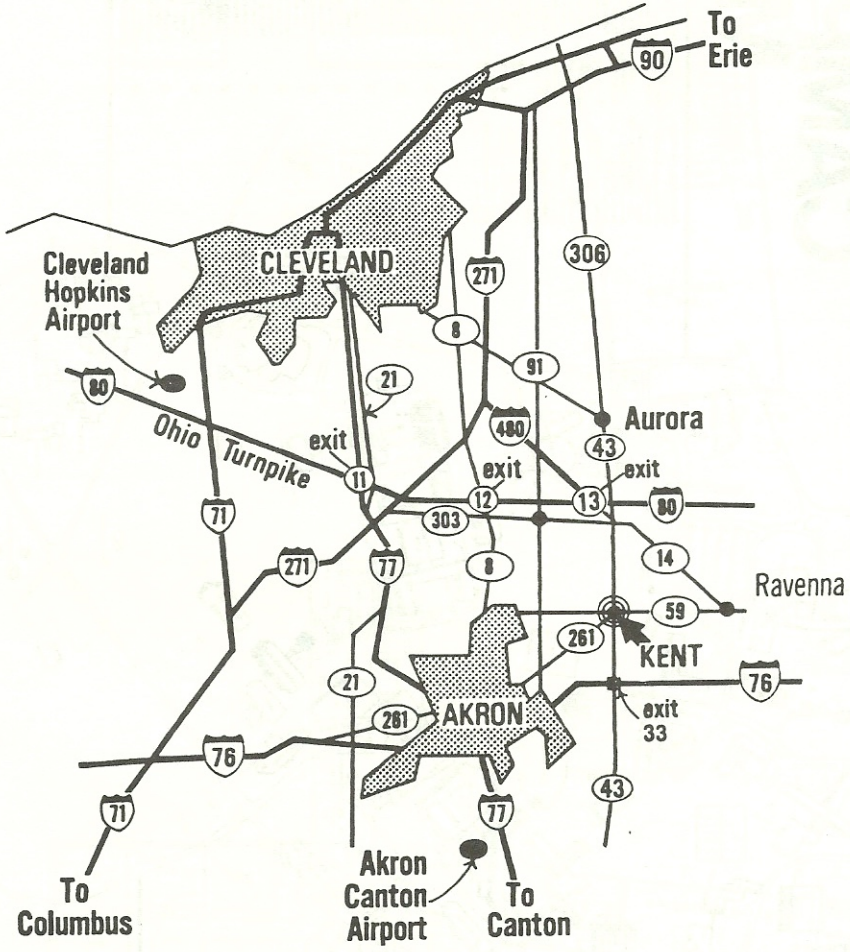 To
Erie
90
306
Cleveland
Hopkins
Airport
CLEVELAND
271
8
91
21
80
Ohio Turnpike
Aurora
480
43
exit
11
exit
12
exit
13
80
71
303
271
77
8
14
Ravenna
59
261
KENT
21
76
281
AKRON
exit
33
76
43
71
77
To
Columbus
Akron
Canton
Airport
To
Canton